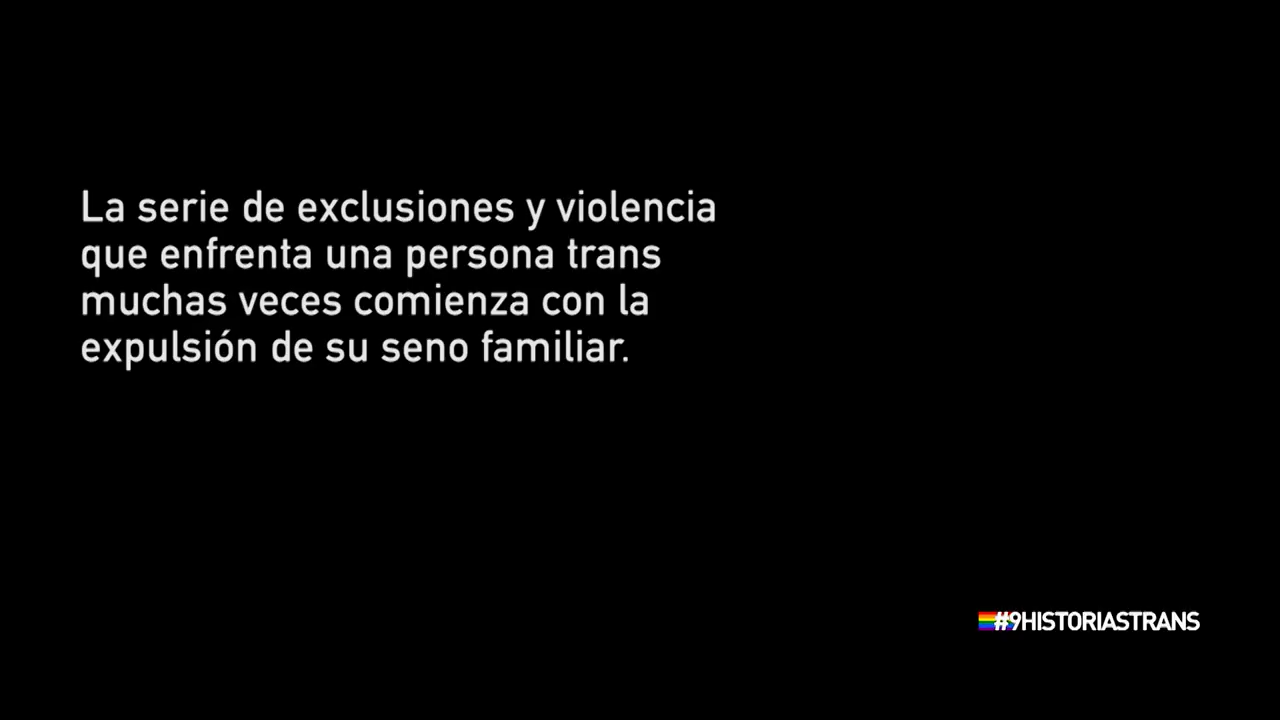 La serie de exclusiones y violencia
que enfrenta una persona trans
muchas veces comienza con la
expulsión de su seno familiar.
#9HISTORIASTRANS